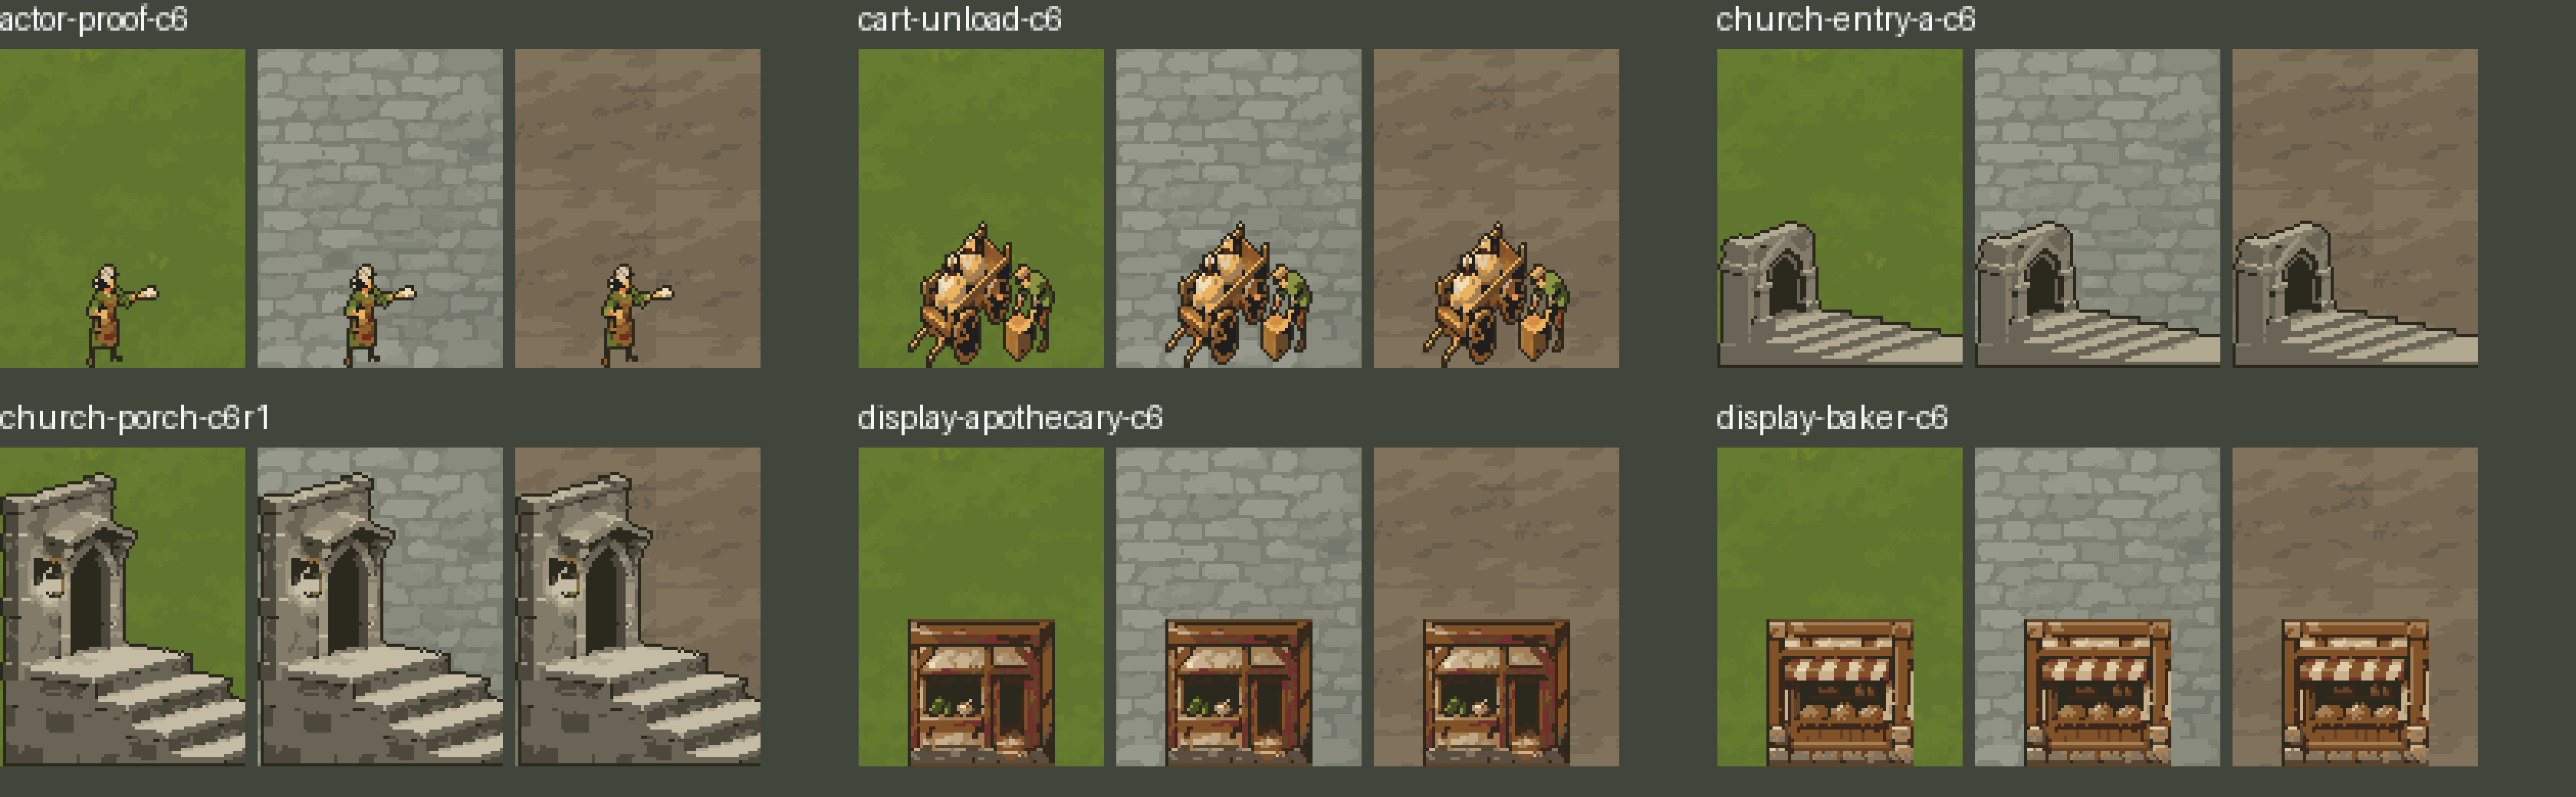 actor-proof-c6
cart-unload-c6
church-entry-a-c6
church-porch-c6r1
display-apothecary-c6
display-baker-c6